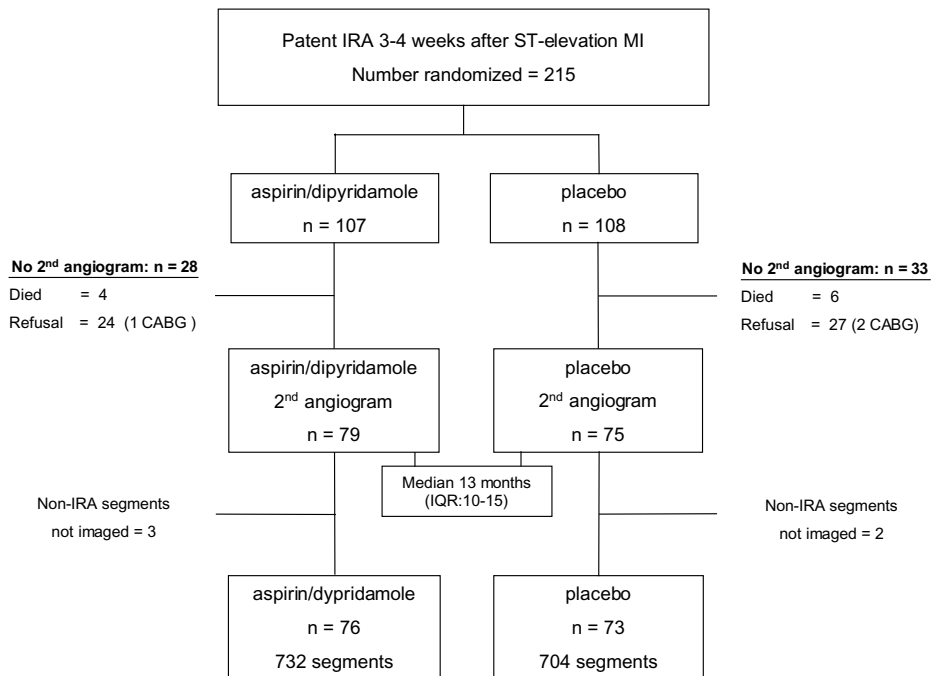 Patent IRA 3-4 weeks after ST-elevation MI
Number randomized = 215
aspirin/dipyridamole
n = 107
placebo
n = 108
No 2nd angiogram: n = 28
Died = 4
Refusal = 24 (1 CABG )
No 2nd angiogram: n = 33
Died = 6
Refusal = 27 (2 CABG)
aspirin/dipyridamole
2nd angiogram
n = 79
placebo
2nd angiogram
n = 75
Median 13 months
(IQR:10-15)
Non-IRA segments
not imaged = 3
Non-IRA segments
not imaged = 2
aspirin/dypridamole
n = 76
732 segments
placebo
n = 73
704 segments